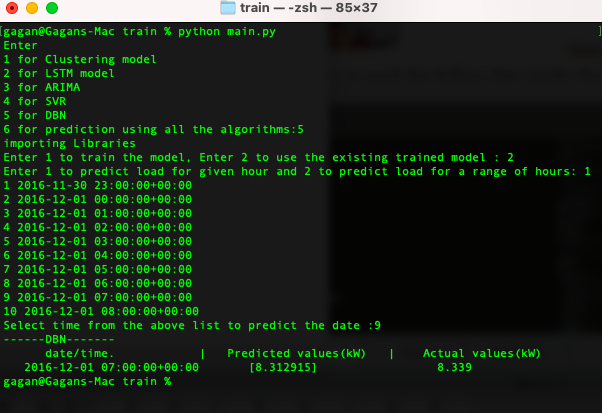 train — -zsh — 85×37
[gagan@Gagans-Mac train % python main.py ]
Enter
1 for Clustering model
2 for LSTM model
3 for ARIMA
4 for SVR
5 for DBN
6 for prediction using all the algorithms:5
importing Libraries
Enter 1 to train the model, Enter 2 to use the existing trained model : 2
Enter 1 to predict load for given hour and 2 to predict load for a range of hours: 1
1 2016-11-30 23:00:00+00:00
2 2016-12-01 00:00:00+00:00
3 2016-12-01 01:00:00+00:00
4 2016-12-01 02:00:00+00:00
5 2016-12-01 03:00:00+00:00
6 2016-12-01 04:00:00+00:00
7 2016-12-01 05:00:00+00:00
8 2016-12-01 06:00:00+00:00
9 2016-12-01 07:00:00+00:00
10 2016-12-01 08:00:00+00:00
Select time from the above list to predict the date :9
------DBN-------
date/time. | Predicted values(kW) | Actual values(kW)
2016-12-01 07:00:00+00:00 [8.312915] 8.339
gagan@Gagans-Mac train %